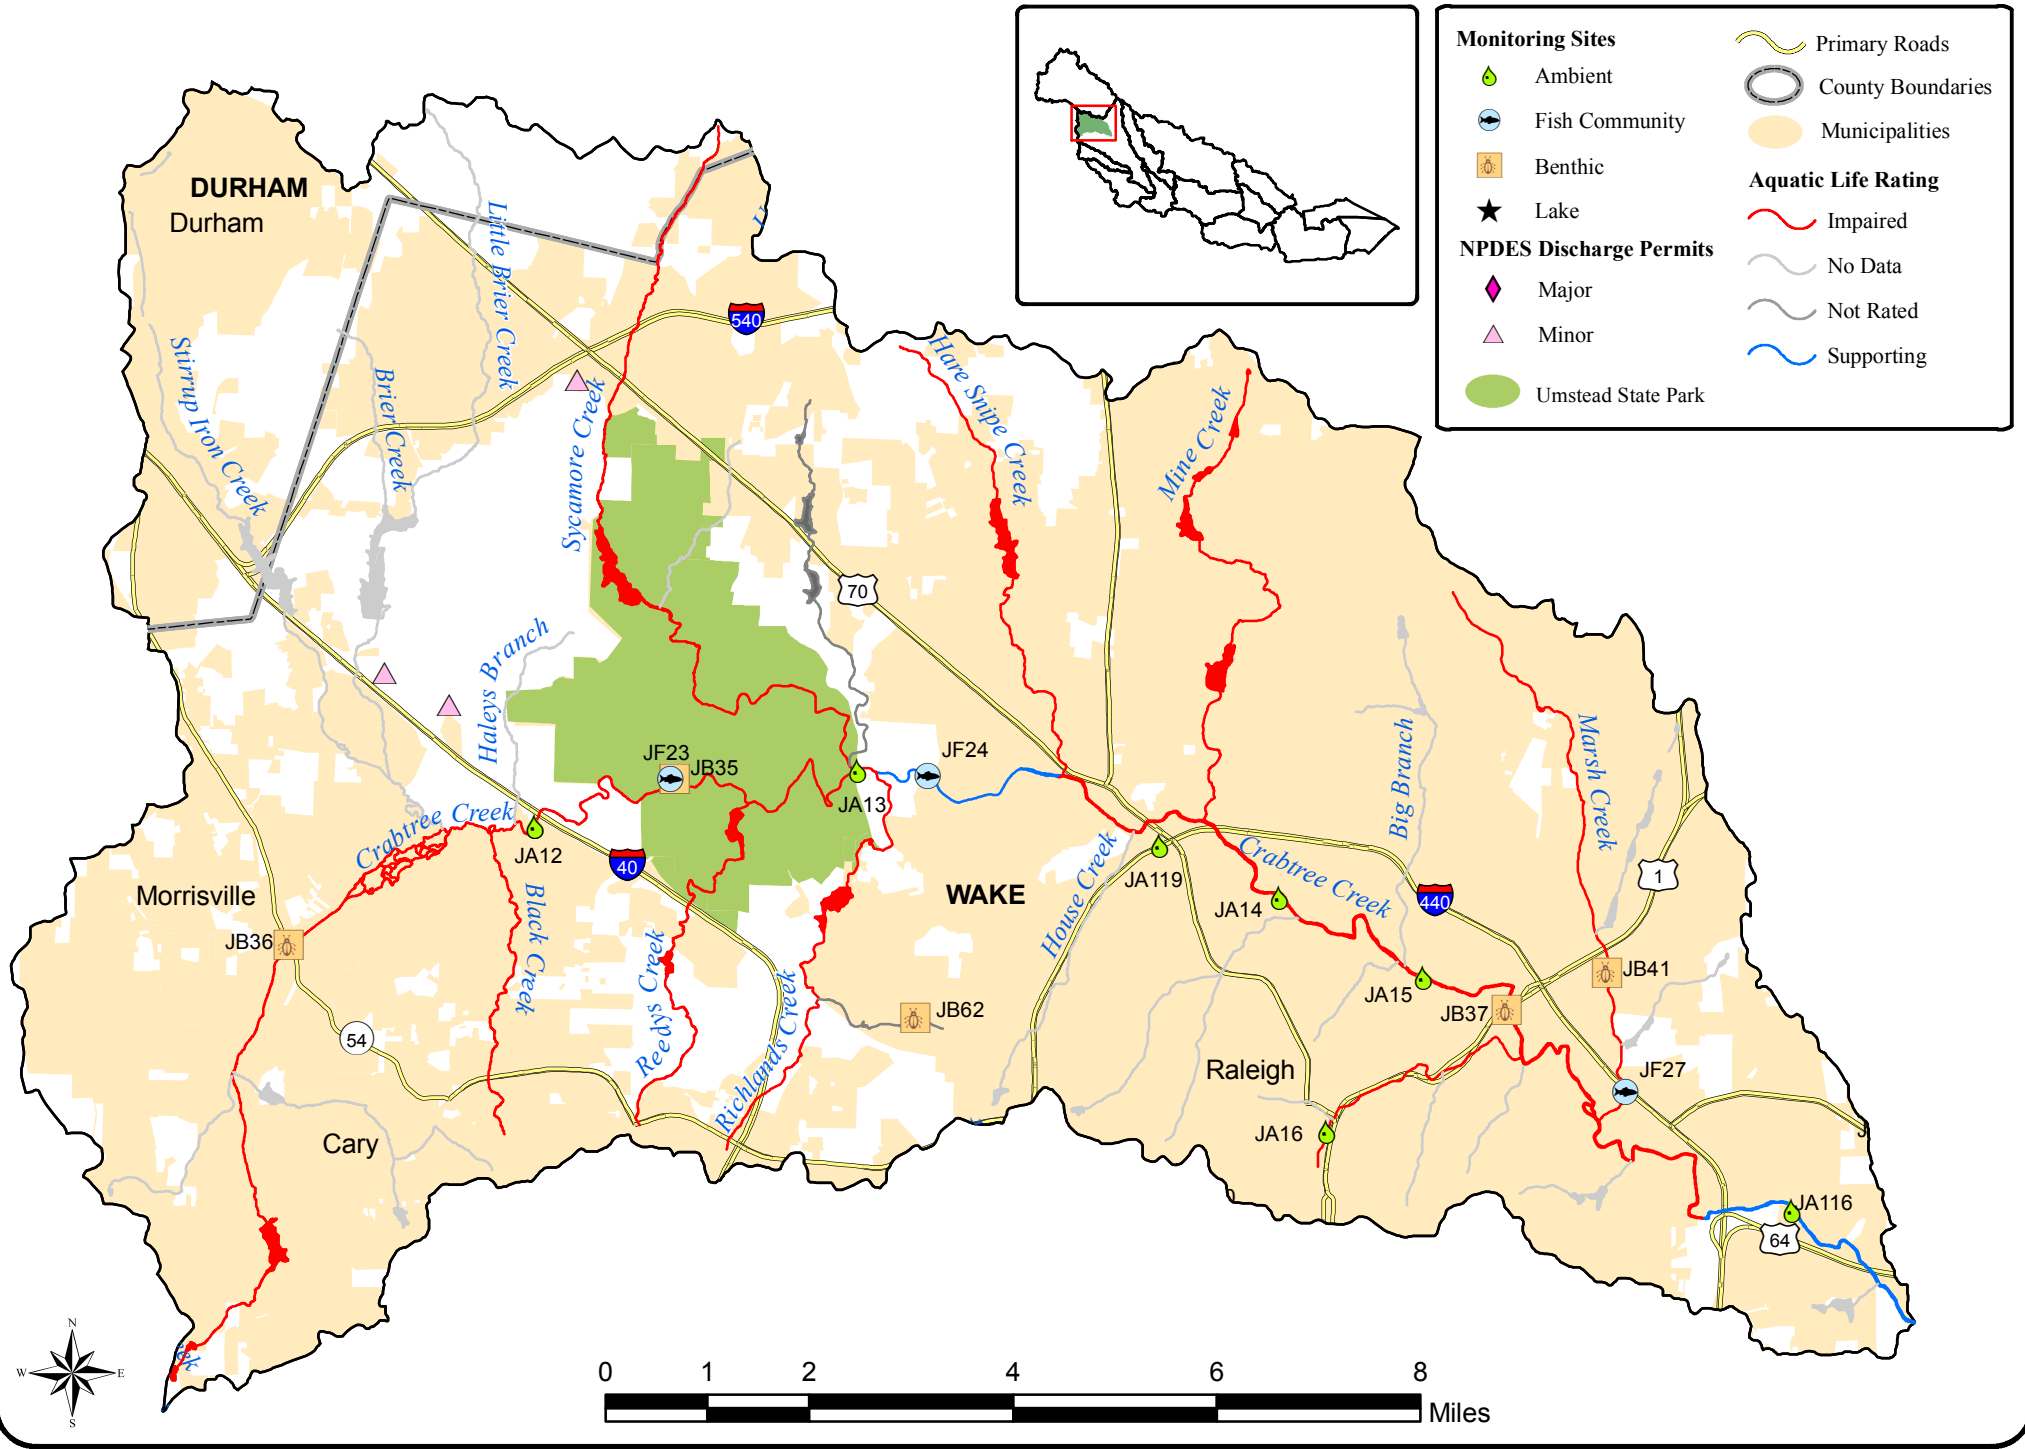 Monitoring Sites
Ambient
Fish Community
Benthic
Lake
NPDES Discharge Permits
Major
Minor
Umstead State Park
Primary Roads
County Boundaries
Municipalities
Aquatic Life Rating
Impaired
No Data
Not Rated
Supporting
DURHAM
Durham
Little Brier Creek
540
Stirrup Iron Creek
Brier Creek
Sycamore Creek
Hare Snipe Creek
Mine Creek
70
Haleys Branch
JF23
JB35
JF24
JA13
Big Branch
Marsh Creek
Crabtree Creek
JA12
40
Morrisville
WAKE
House Creek
JA119
Crabtree Creek
JA14
440
1
JB36
Black Creek
Reedys Creek
Richlands Creek
JB62
JA15
JB37
JB41
54
Raleigh
JF27
Cary
JA16
JA116
64
eek
N
W
E
S
0 1 2 4 6 8
Miles